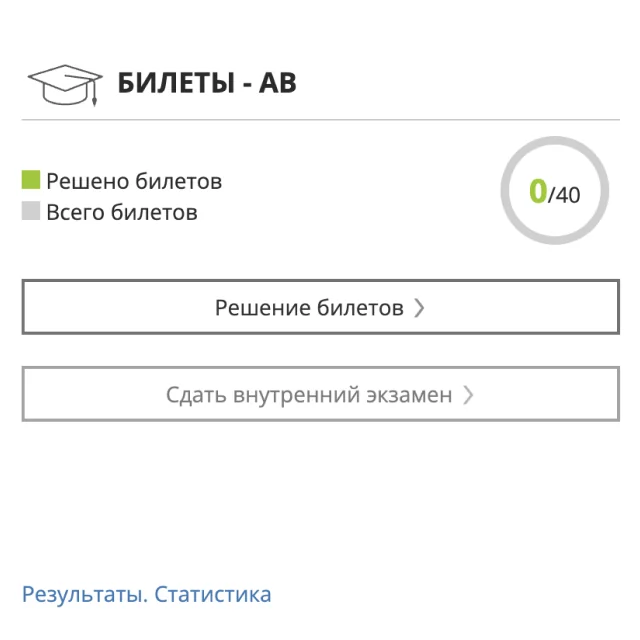 БИЛЕТЫ - АВ
Решено билетов
Всего билетов
0/40
Решение билетов
Сдать внутренний экзамен
Результаты. Статистика